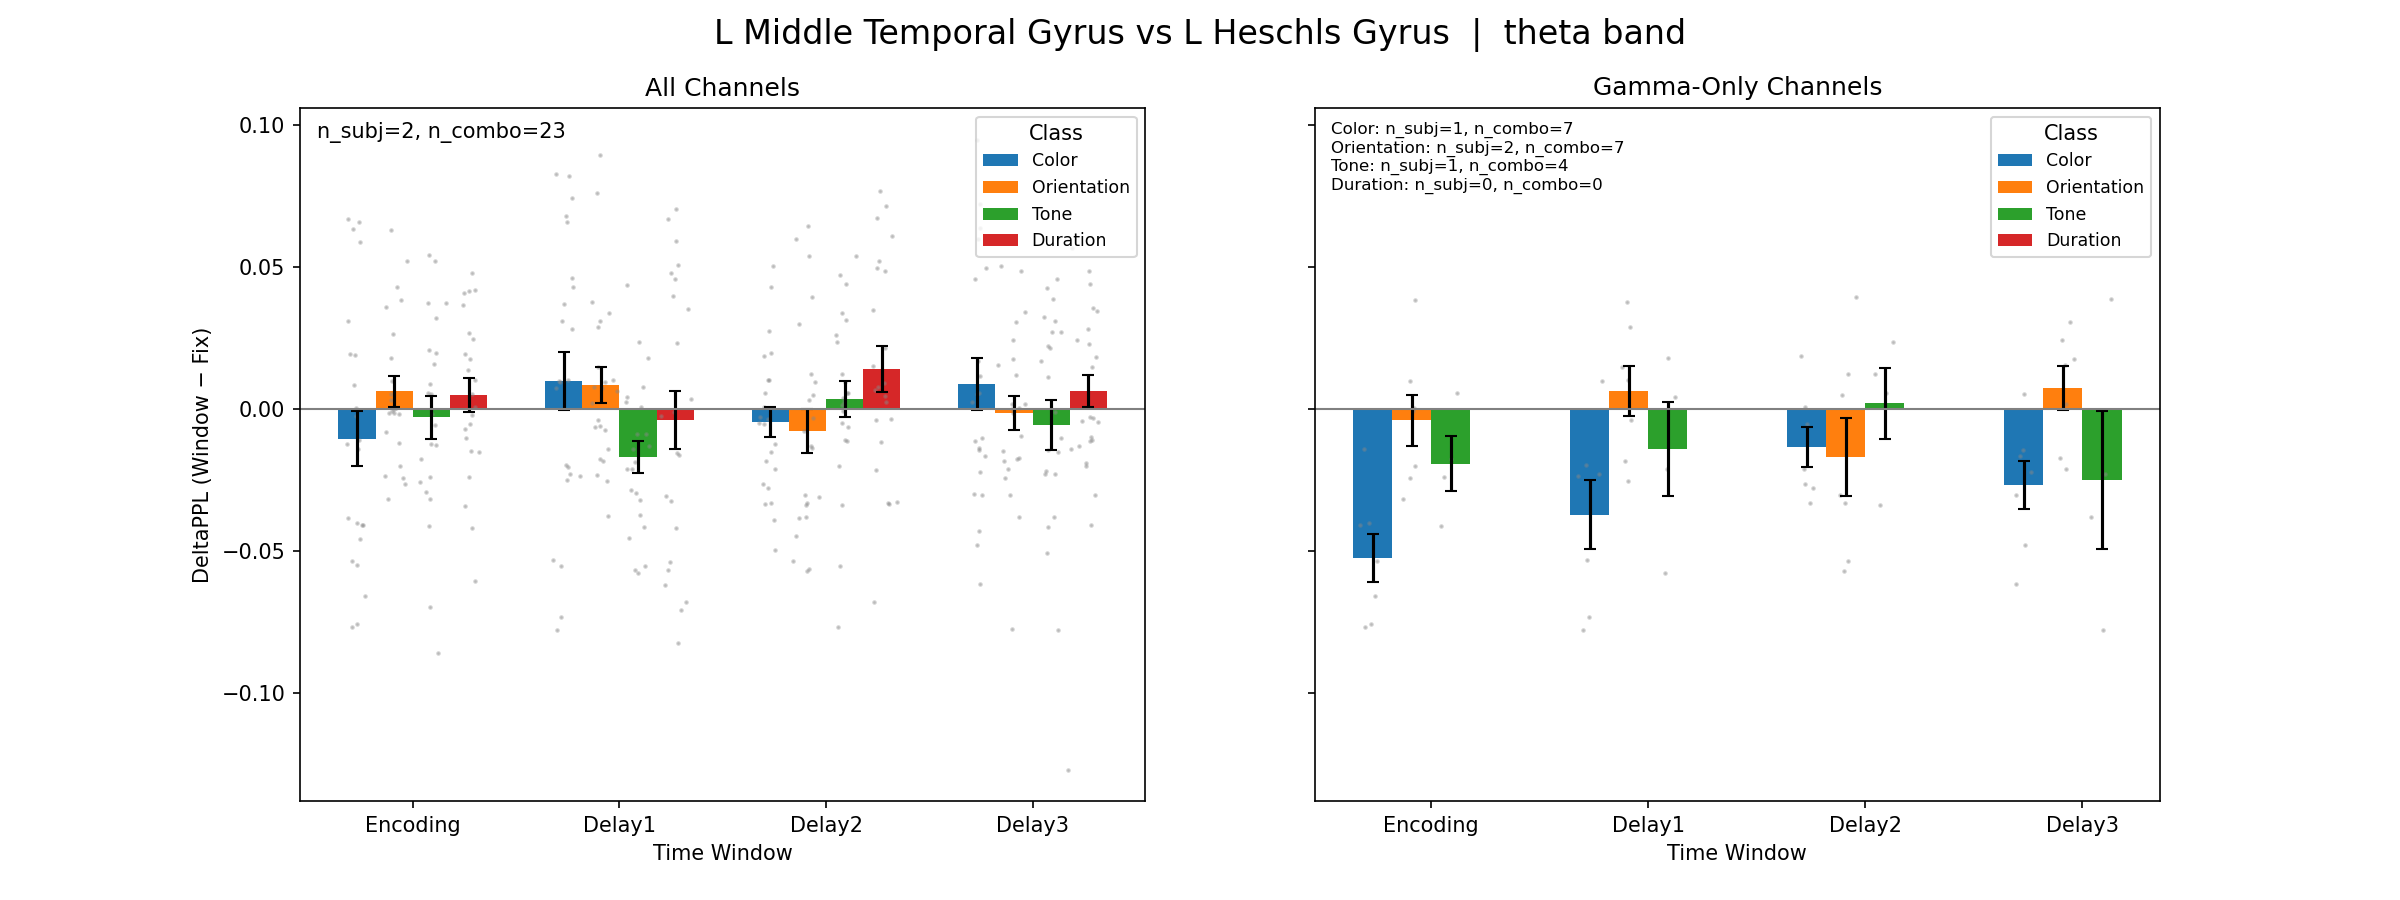 L Middle Temporal Gyrus vs L Heschls Gyrus | theta band
All Channels
n_subj=2, n_combo=23
Class
Color
Orientation
Tone
Duration
0.10
0.05
0.00
−0.05
−0.10
DeltaPPL (Window − Fix)
Encoding
Delay1
Delay2
Delay3
Time Window
Gamma-Only Channels
Color: n_subj=1, n_combo=7
Orientation: n_subj=2, n_combo=7
Tone: n_subj=1, n_combo=4
Duration: n_subj=0, n_combo=0
Class
Color
Orientation
Tone
Duration
Encoding
Delay1
Delay2
Delay3
Time Window